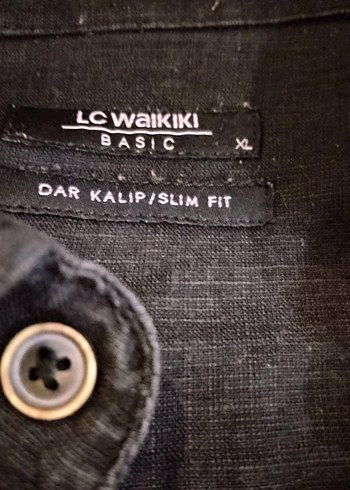 LC WAIKIKI
BASIC XL
DAR KALIP/SLIM FIT